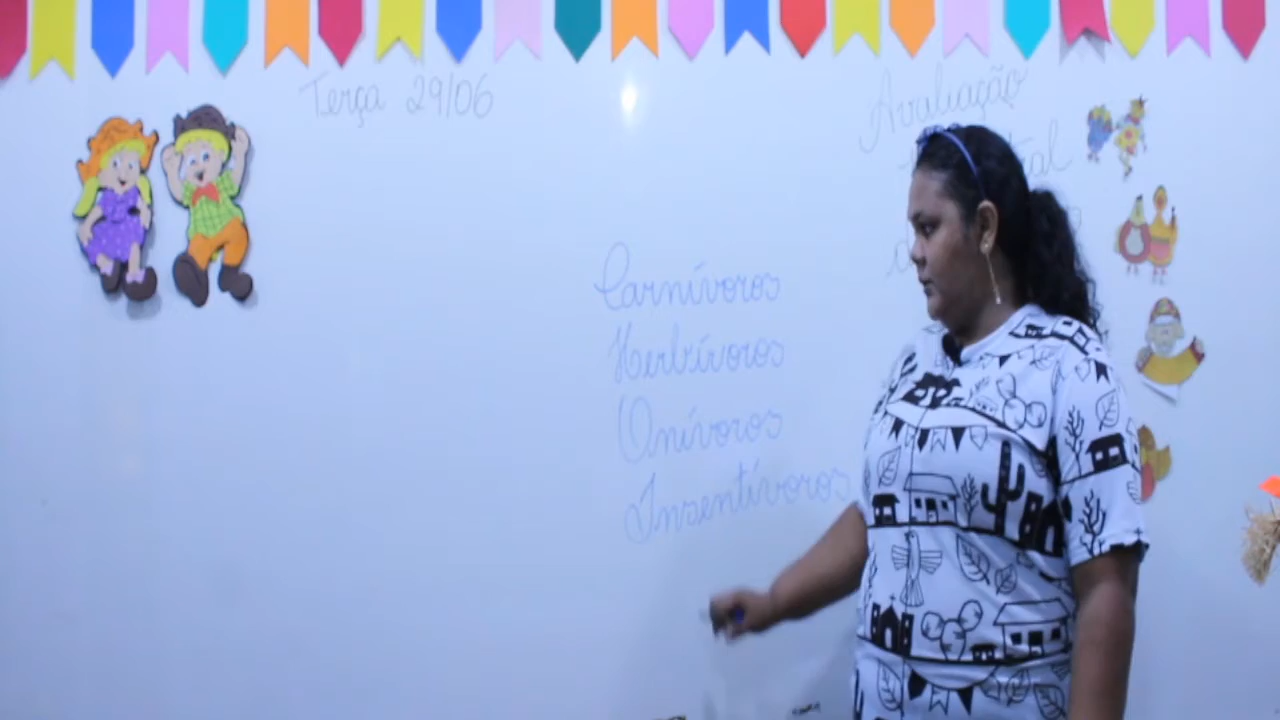 Terça 29/06
Avaliação
Carnívoros
Herbívoros
Onívoros
Insentívoros